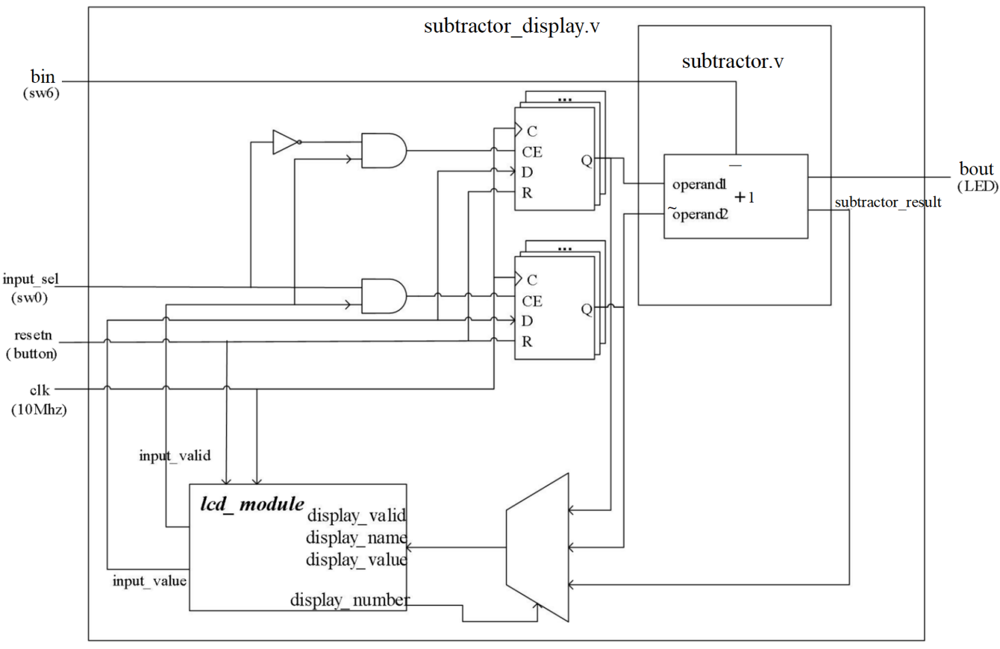 subtractor_display.v
subtractor.v
bin
(sw6)
...
C
CE
D
R
Q
—
operand1
+1
~operand2
bout
(LED)
subtractor_result
...
C
CE
D
R
Q
input_sel
(sw0)
resetn
(button)
clk
(10Mhz)
input_valid
lcd_module
display_valid
display_name
display_value
input_value
display_number